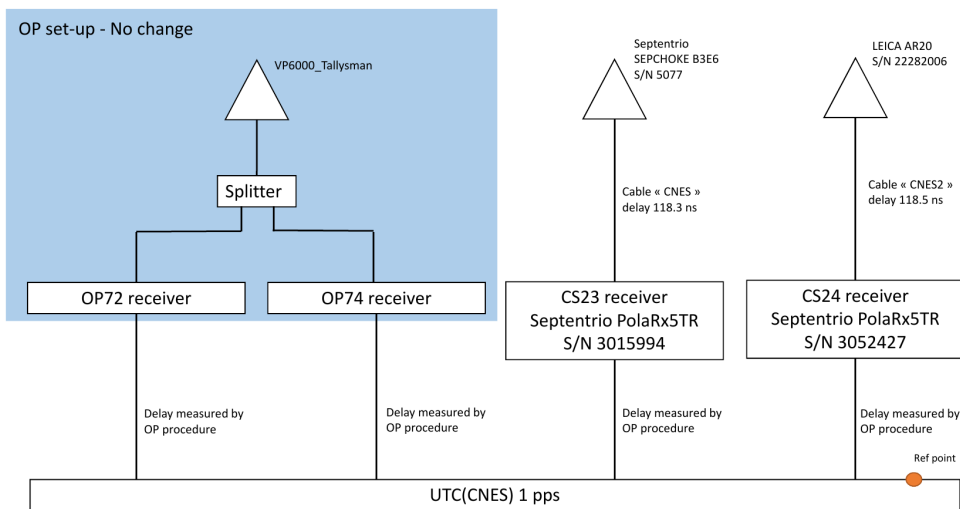 OP set-up - No change
VP6000_Tallysman
Septentrio
SEPCHOKE B3E6
S/N 5077
LEICA AR20
S/N 22282006
Splitter
Cable « CNES »
delay 118.3 ns
Cable « CNES2 »
delay 118.5 ns
OP72 receiver
OP74 receiver
CS23 receiver
Septentrio PolaRx5TR
S/N 3015994
CS24 receiver
Septentrio PolaRx5TR
S/N 3052427
Delay measured by
OP procedure
Delay measured by
OP procedure
Delay measured by
OP procedure
Delay measured by
OP procedure
Ref point
UTC(CNES) 1 pps